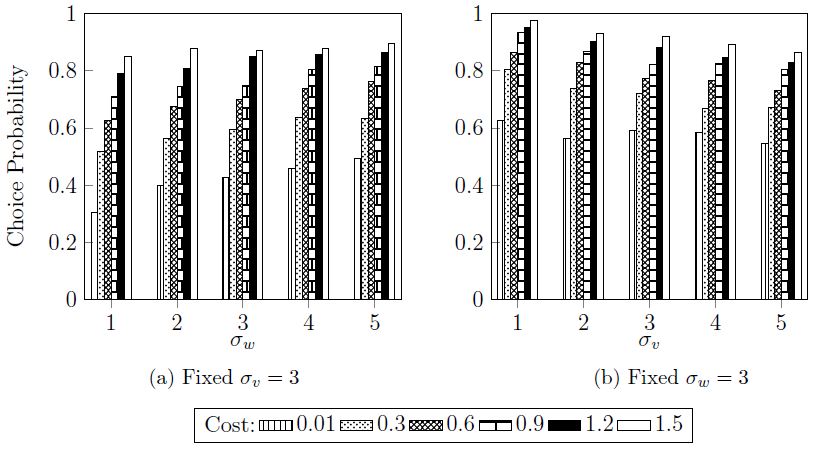 Choice Probability
1
0.8
0.6
0.4
0.2
0
1 2 3 4 5
σw
(a) Fixed σv = 3
1
0.8
0.6
0.4
0.2
0
1 2 3 4 5
σv
(b) Fixed σw = 3
Cost: 0.01 0.3 0.6 0.9 1.2 1.5